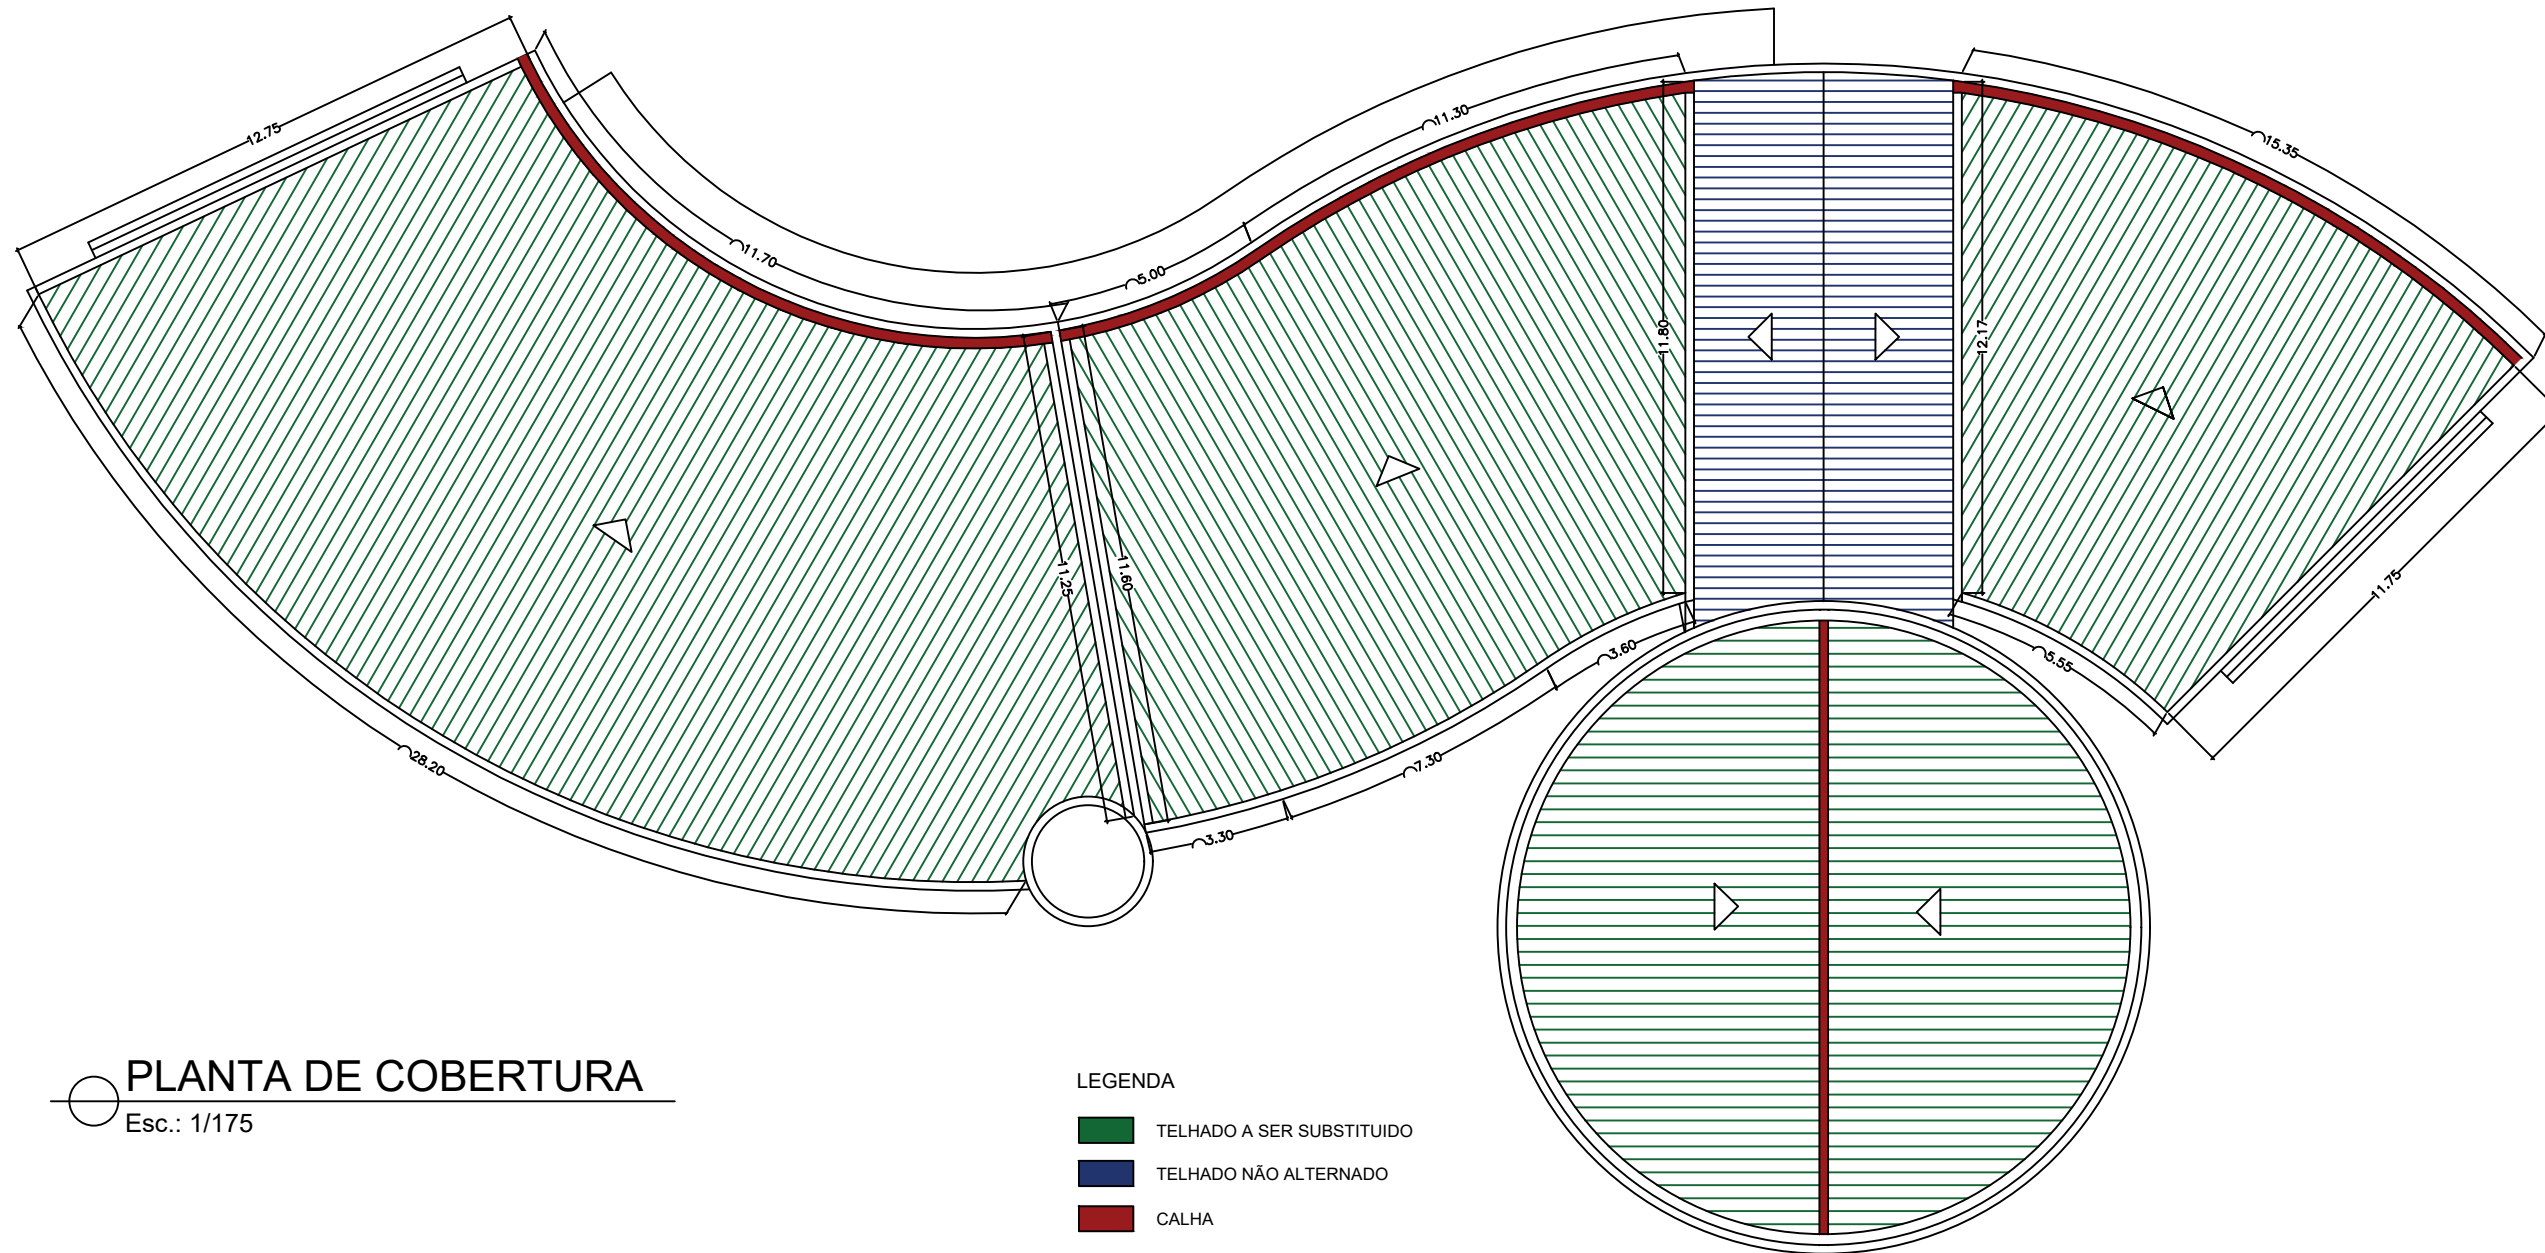 12.75
11.70
5.00
11.30
15.35
11.80
12.17
11.25
11.60
11.75
3.60
5.55
7.30
3.30
28.20
PLANTA DE COBERTURA
Esc.: 1/175
LEGENDA
TELHADO A SER SUBSTITUIDO
TELHADO NÃO ALTERNADO
CALHA